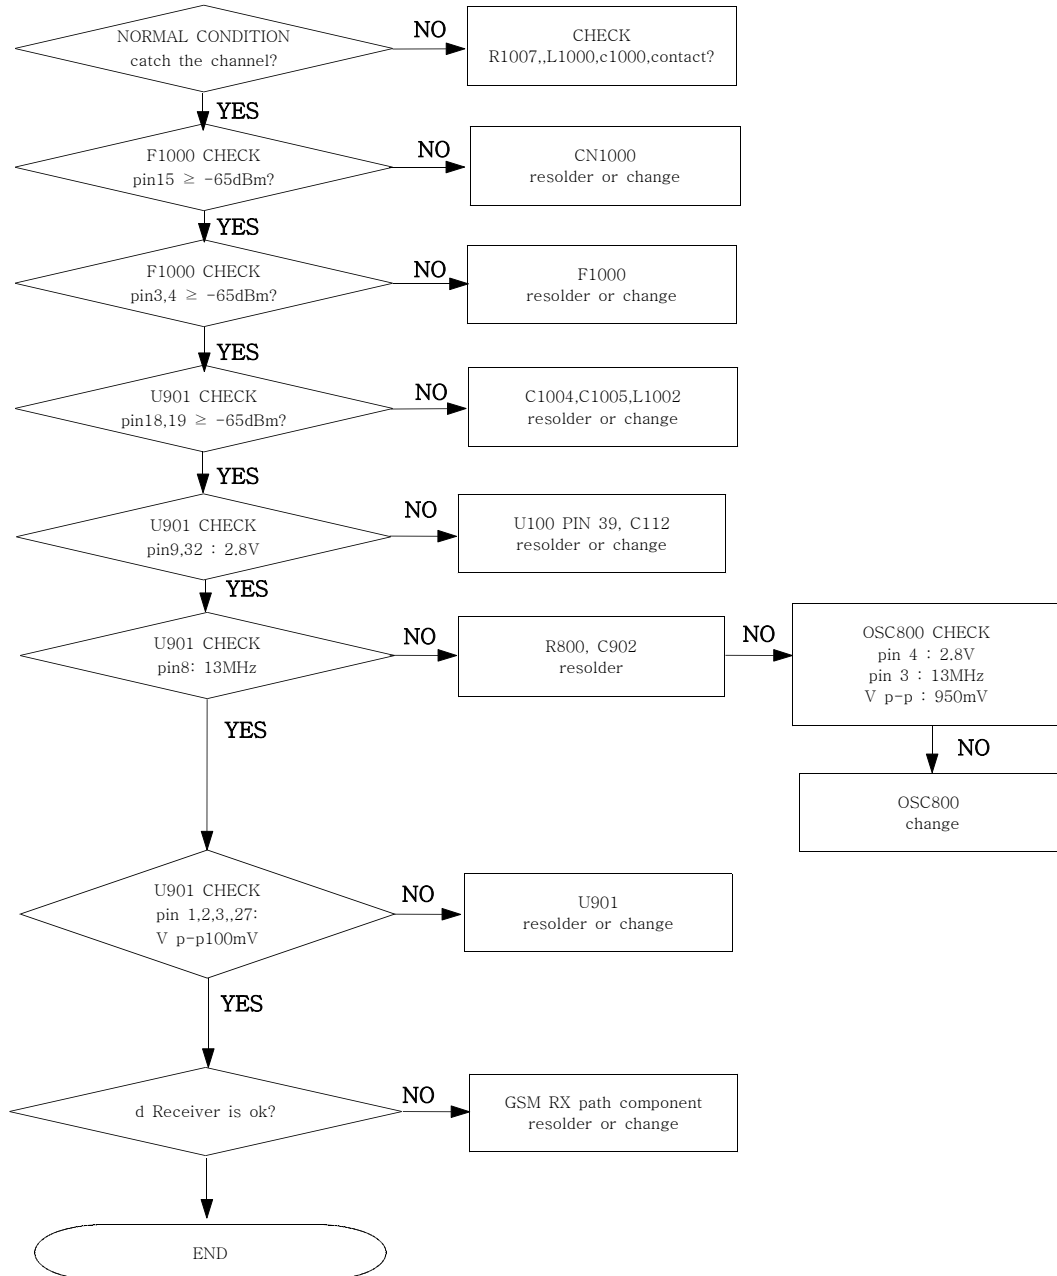 NORMAL CONDITION
catch the channel?
NO
CHECK
R1007,,L1000,c1000,contact?
YES
F1000 CHECK
pin15 ≥ -65dBm?
NO
CN1000
resolder or change
YES
F1000 CHECK
pin3,4 ≥ -65dBm?
NO
F1000
resolder or change
YES
U901 CHECK
pin18,19 ≥ -65dBm?
NO
C1004,C1005,L1002
resolder or change
YES
U901 CHECK
pin9,32 : 2.8V
NO
U100 PIN 39, C112
resolder or change
YES
U901 CHECK
pin8: 13MHz
NO
R800, C902
resolder
NO
OSC800 CHECK
pin 4 : 2.8V
pin 3 : 13MHz
V p-p : 950mV
NO
OSC800
change
YES
U901 CHECK
pin 1,2,3,,27:
V p-p100mV
NO
U901
resolder or change
YES
d Receiver is ok?
NO
GSM RX path component
resolder or change
END